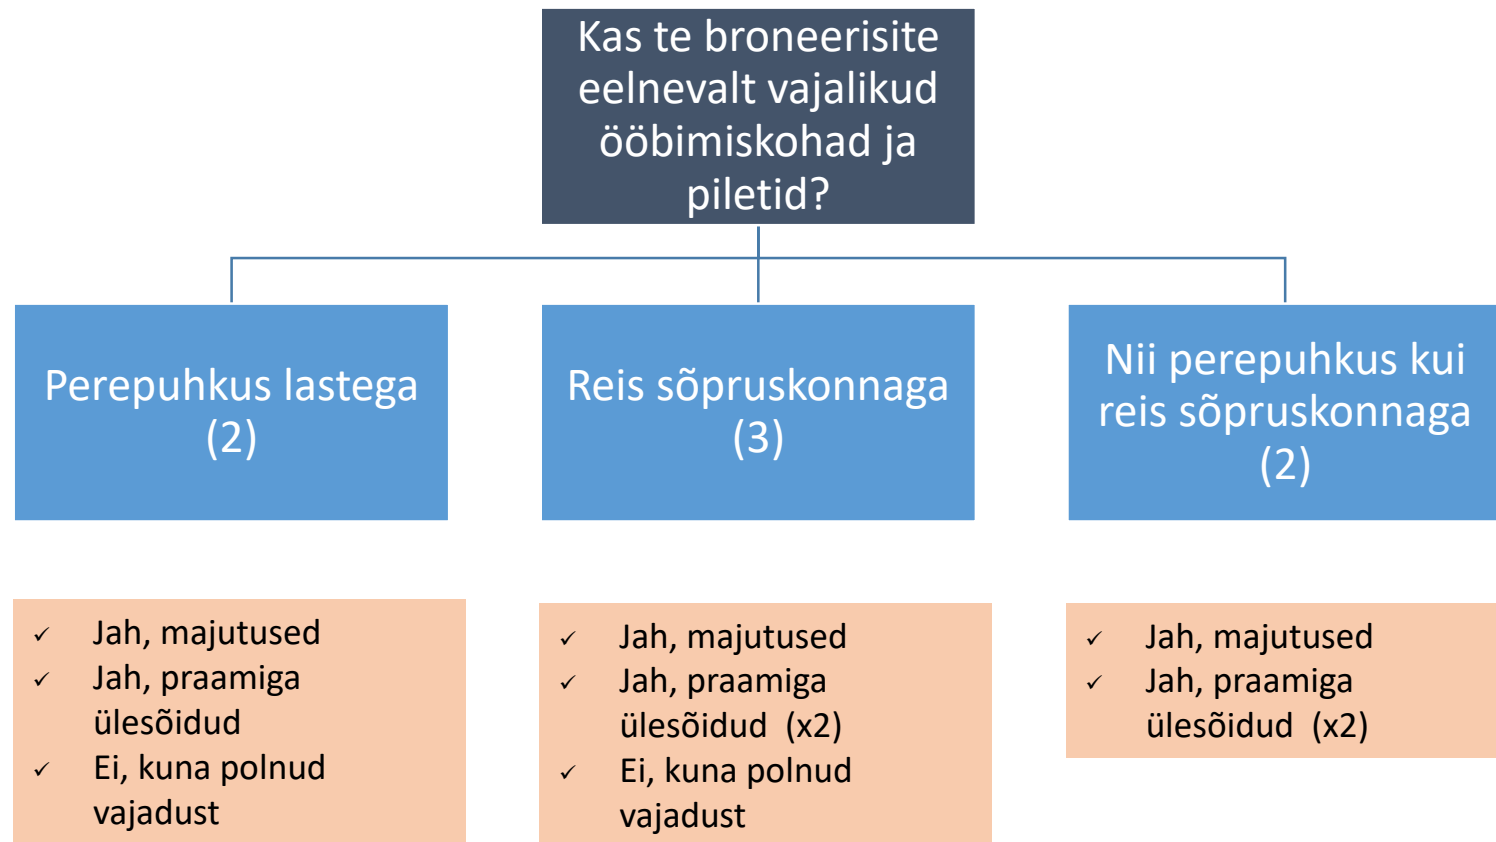 Kas te broneerisite
eelnevalt vajalikud
ööbimiskohad ja
piletid?
Perepuhkus lastega
(2)
Reis sõpruskonnaga
(3)
Nii perepuhkus kui
reis sõpruskonnaga
(2)
✓ Jah, majutused
✓ Jah, praamiga
ülesõidud
✓ Ei, kuna polnud
vajadust
✓ Jah, majutused
✓ Jah, praamiga
ülesõidud (x2)
✓ Ei, kuna polnud
vajadust
✓ Jah, majutused
✓ Jah, praamiga
ülesõidud (x2)